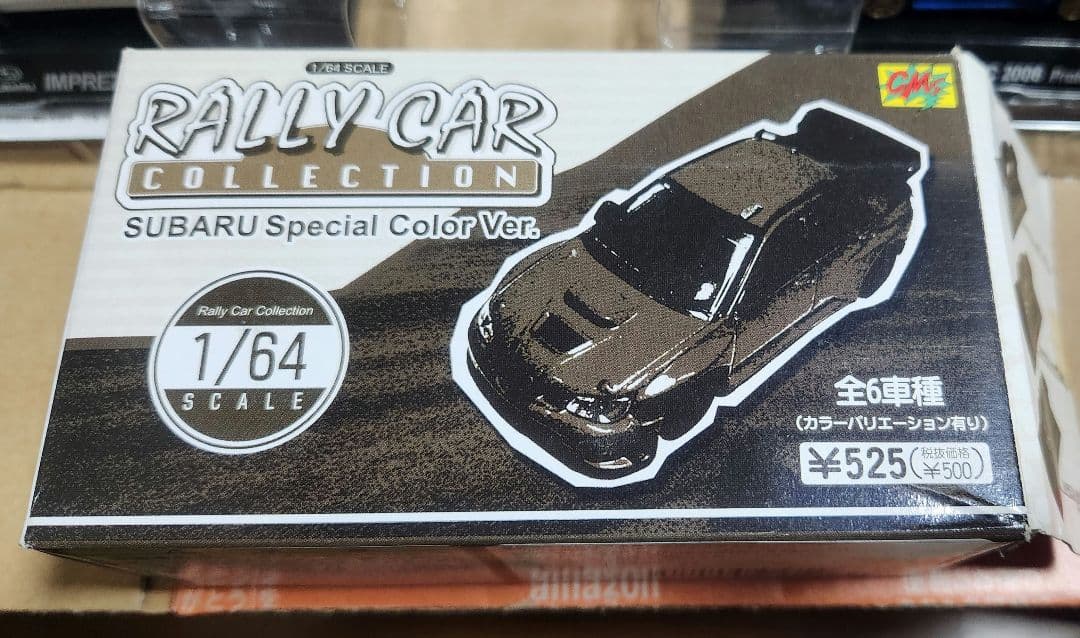 IMPREZ
2006
1/64 SCALE
RALLY CAR
COLLECTION
SUBARU Special Color Ver.
CM's
Rally Car Collection
1/64
SCALE
全6車種
(カラーバリエーション有り)
¥525(税抜価格
¥500)
amazon